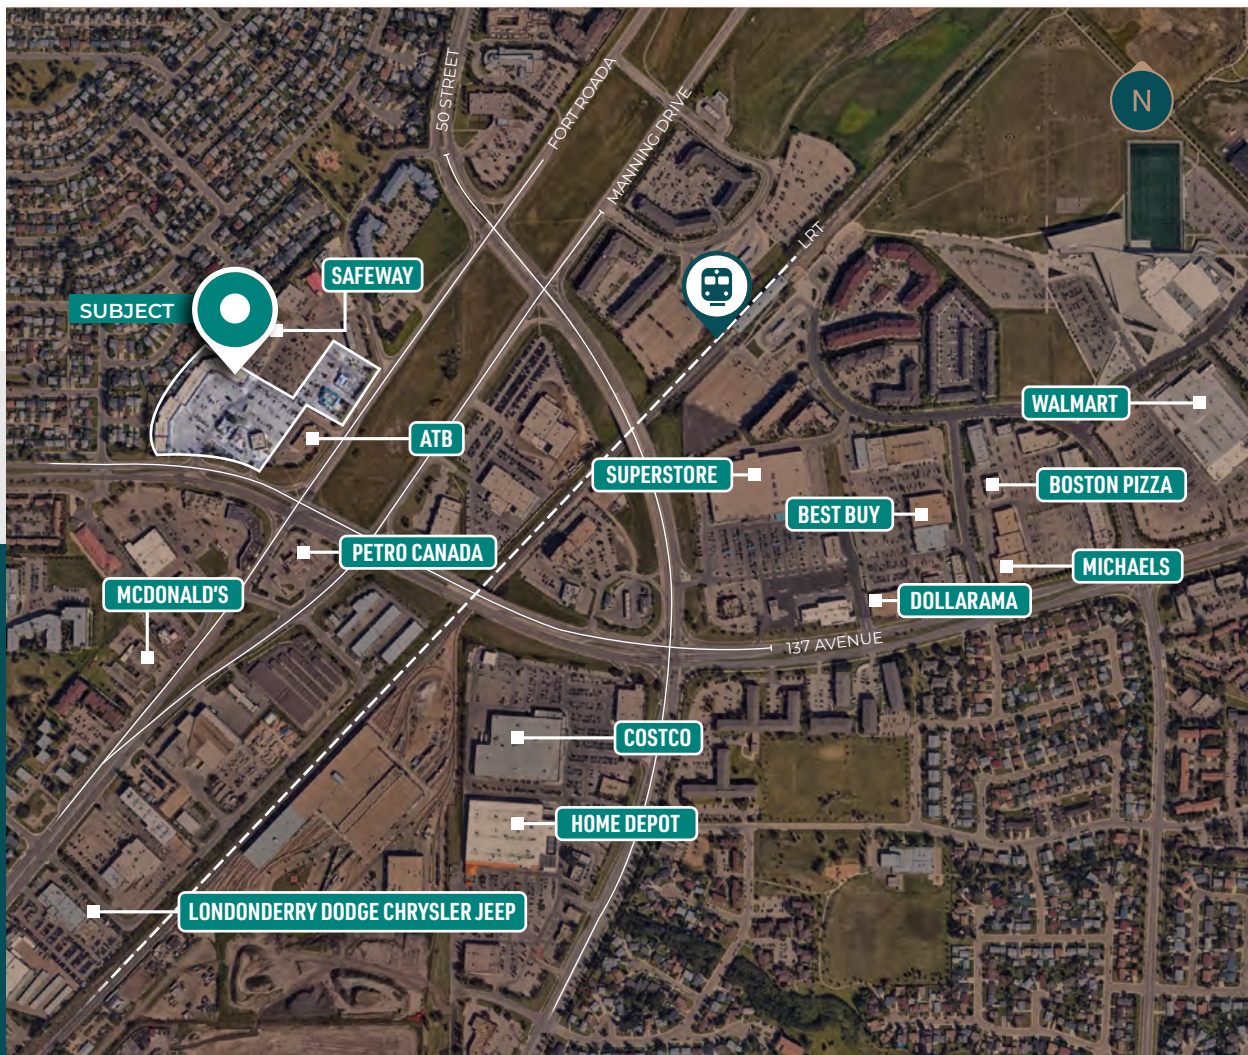 50 STREET
FORT ROADA
MANNING DRIVE
N
LRT
SAFEWAY
SUBJECT
WALMART
ATB
SUPERSTORE
BOSTON PIZZA
BEST BUY
PETRO CANADA
MICHAELS
MCDONALD'S
DOLLARAMA
137 AVENUE
COSTCO
HOME DEPOT
LONDONDERRY DODGE CHRYSLER JEEP